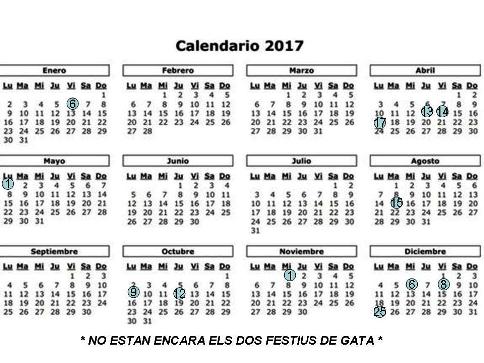 Calendario 2017
Enero
Lu Ma Mi Ju Vi Sa Do
1
2 3 4 5 6 7 8
9 10 11 12 13 14 15
16 17 18 19 20 21 22
23 24 25 26 27 28 29
30 31
Febrero
Lu Ma Mi Ju Vi Sa Do
1 2 3 4 5
6 7 8 9 10 11 12
13 14 15 16 17 18 19
20 21 22 23 24 25 26
27 28
Marzo
Lu Ma Mi Ju Vi Sa Do
1 2 3 4 5
6 7 8 9 10 11 12
13 14 15 16 17 18 19
20 21 22 23 24 25 26
27 28 29 30 31
Abril
Lu Ma Mi Ju Vi Sa Do
1 2
3 4 5 6 7 8 9
10 11 12 13 14 15 16
17 18 19 20 21 22 23
24 25 26 27 28 29 30
Mayo
Lu Ma Mi Ju Vi Sa Do
1 2 3 4 5 6 7
8 9 10 11 12 13 14
15 16 17 18 19 20 21
22 23 24 25 26 27 28
29 30 31
Junio
Lu Ma Mi Ju Vi Sa Do
1 2 3 4
5 6 7 8 9 10 11
12 13 14 15 16 17 18
19 20 21 22 23 24 25
26 27 28 29 30
Julio
Lu Ma Mi Ju Vi Sa Do
1 2
3 4 5 6 7 8 9
10 11 12 13 14 15 16
17 18 19 20 21 22 23
24 25 26 27 28 29 30
31
Agosto
Lu Ma Mi Ju Vi Sa Do
1 2 3 4 5 6
7 8 9 10 11 12 13
14 15 16 17 18 19 20
21 22 23 24 25 26 27
28 29 30 31
Septiembre
Lu Ma Mi Ju Vi Sa Do
1 2 3
4 5 6 7 8 9 10
11 12 13 14 15 16 17
18 19 20 21 22 23 24
25 26 27 28 29 30
Octubre
Lu Ma Mi Ju Vi Sa Do
1
2 3 4 5 6 7 8
9 10 11 12 13 14 15
16 17 18 19 20 21 22
23 24 25 26 27 28 29
30 31
Noviembre
Lu Ma Mi Ju Vi Sa Do
1 2 3 4 5
6 7 8 9 10 11 12
13 14 15 16 17 18 19
20 21 22 23 24 25 26
27 28 29 30
Diciembre
Lu Ma Mi Ju Vi Sa Do
1 2 3
4 5 6 7 8 9 10
11 12 13 14 15 16 17
18 19 20 21 22 23 24
25 26 27 28 29 30 31
* NO ESTAN ENCARA ELS DOS FESTIUS DE GATA *